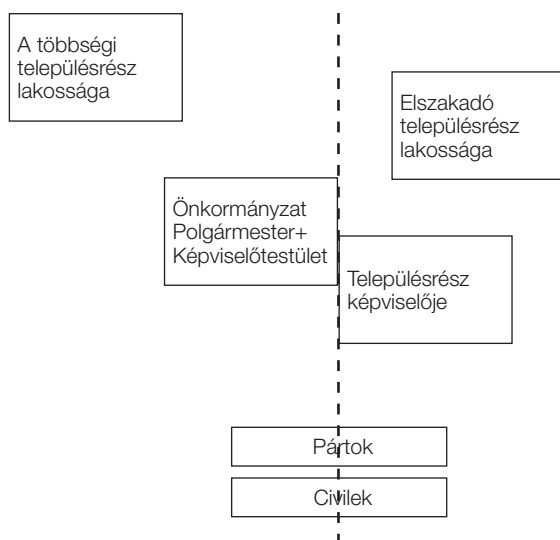 A többségi
településrész
lakossága
Elszakadó
településrész
lakossága
Önkormányzat
Polgármester+
Képviselőtestület
Településrész
képviselője
Pártok
Civilek